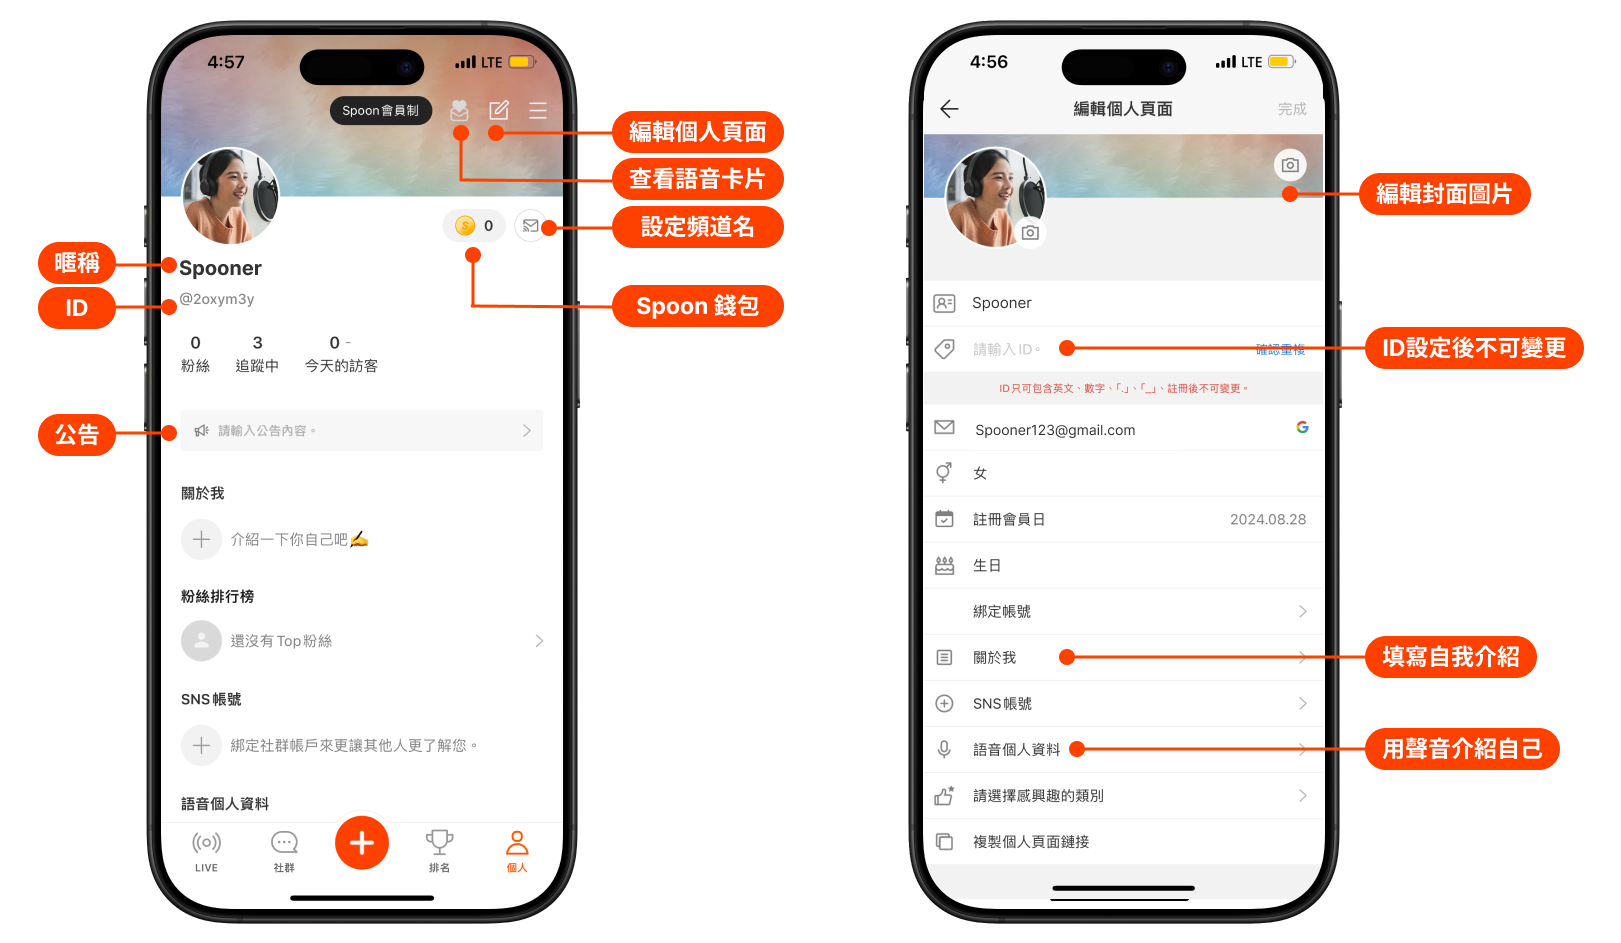 4:57
LTE
Spoon會員制
編輯個人頁面
查看語音卡片
設定頻道名
0
暱稱
Spooner
ID
@2oxym3y
Spoon 錢包
0 3 0 -
粉絲 追蹤中 今天的訪客
公告
請輸入公告內容。
關於我
介紹一下你自己吧✍
粉絲排行榜
還沒有Top粉絲
SNS帳號
綁定社群帳戶來更讓其他人更了解您。
語音個人資料
LIVE 社群 排名 個人
4:56
LTE
編輯個人頁面
完成
編輯封面圖片
Spooner
請輸入ID。
確認重複
ID設定後不可變更
ID只可包含英文、數字、「.」、「_」、註冊後不可變更。
Spooner123@gmail.com
女
註冊會員日
2024.08.28
生日
綁定帳號
關於我
填寫自我介紹
SNS帳號
語音個人資料
用聲音介紹自己
請選擇感興趣的類別
複製個人頁面鏈接